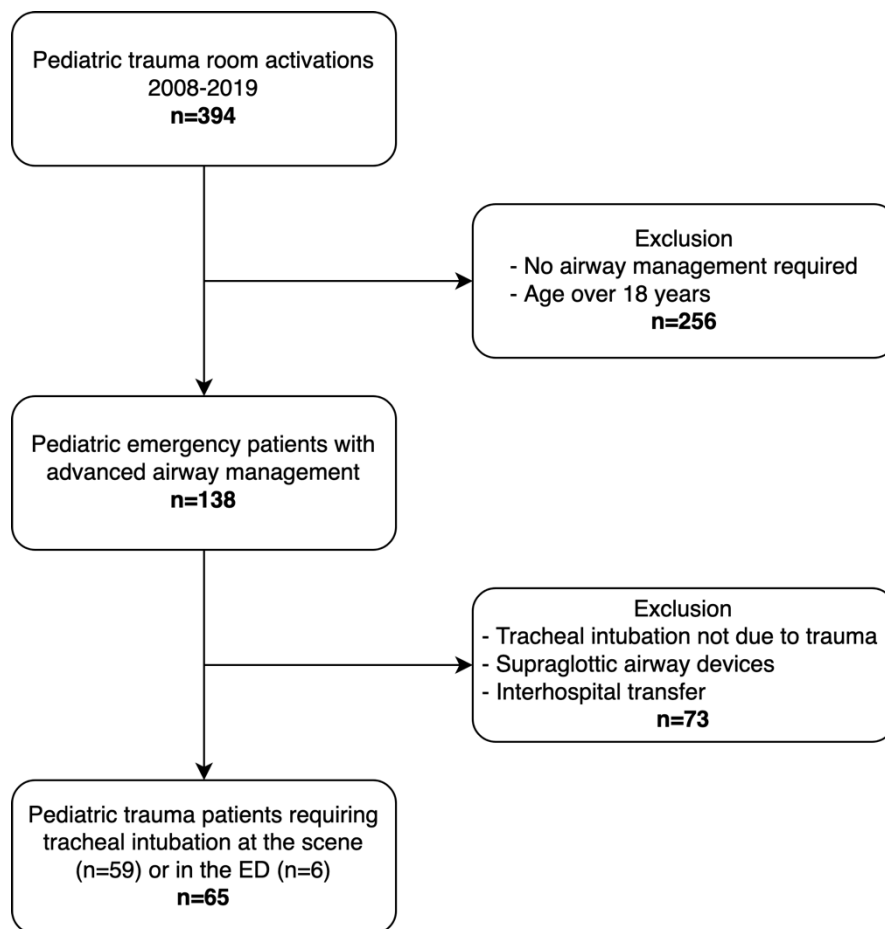 Pediatric trauma room activations
2008-2019
n=394
Exclusion
- No airway management required
- Age over 18 years
n=256
Pediatric emergency patients with
advanced airway management
n=138
Exclusion
- Tracheal intubation not due to trauma
- Supraglottic airway devices
- Interhospital transfer
n=73
Pediatric trauma patients requiring
tracheal intubation at the scene
(n=59) or in the ED (n=6)
n=65